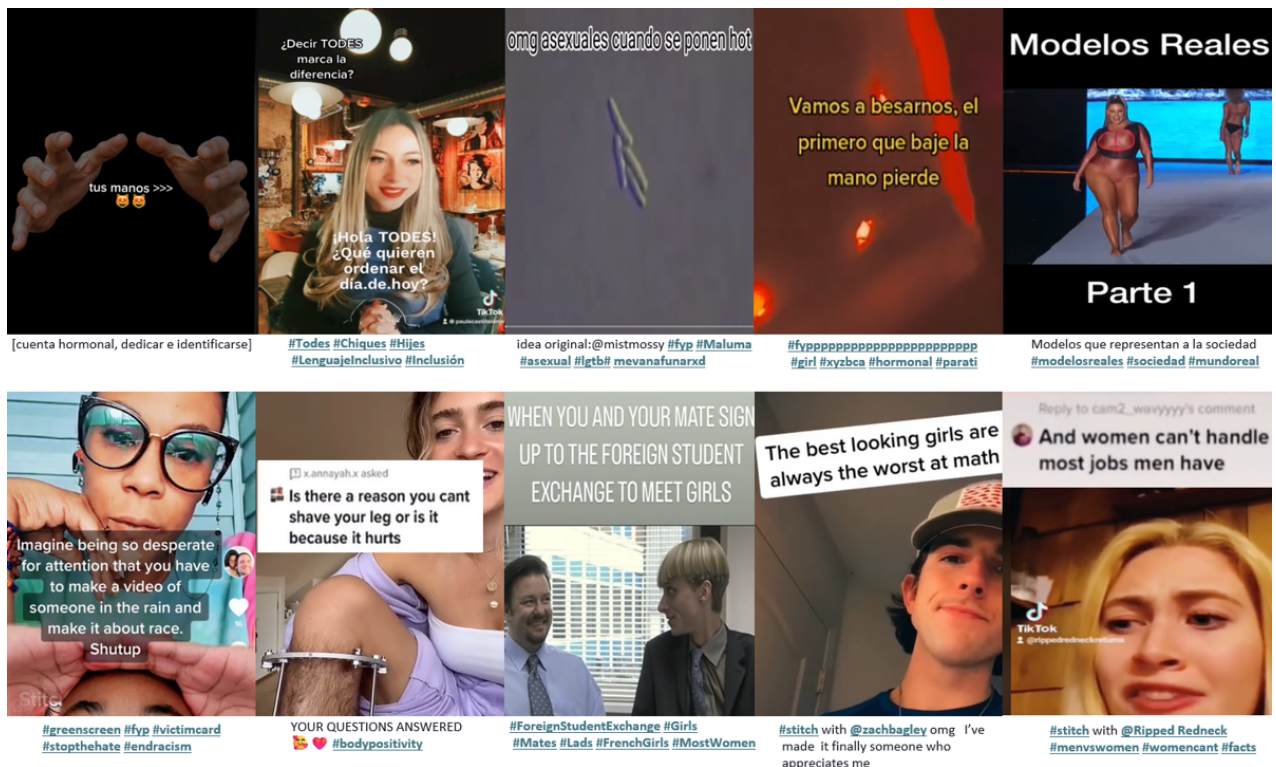 tus manos >>>
[cuenta hormonal, dedicar e identificarse]
¿Decir TODES
marca la
diferencia?
¡Hola TODES!
¿Qué quieren
ordenar el
día.de.hoy?
TikTok
#Todes #Chiques #Hijes
#LenguajeInclusivo #Inclusión
omg asexuales cuando se ponen hot
idea original:@mistmossy #fyp #Maluma
#asexual #lgtb# mevanafunarxd
Vamos a besarnos, el
primero que baje la
mano pierde
#fyppppppppppppppppppppppppp
#girl #xyzbca #hormonal #parati
Modelos Reales
Parte 1
Modelos que representan a la sociedad
#modelosreales #sociedad #mundoreal
Imagine being so desperate
for attention that you have
to make a video of
someone in the rain and
make it about race.
Shutup
Stitch
#greenscreen #fyp #victimcard
#stopthehate #endracism
x.annayah.x asked
Is there a reason you cant
shave your leg or is it
because it hurts
YOUR QUESTIONS ANSWERED
#bodypositivity
WHEN YOU AND YOUR MATE SIGN
UP TO THE FOREIGN STUDENT
EXCHANGE TO MEET GIRLS
#ForeignStudentExchange #Girls
#Mates #Lads #FrenchGirls #MostWomen
The best looking girls are
always the worst at math
#stitch with @zachbagley omg I've
made it finally someone who
appreciates me
Reply to cam2_wavyyyy's comment
And women can't handle
most jobs men have
TikTok
@rippedredneckreturns
#stitch with @Ripped Redneck
#menvswomen #womencant #facts